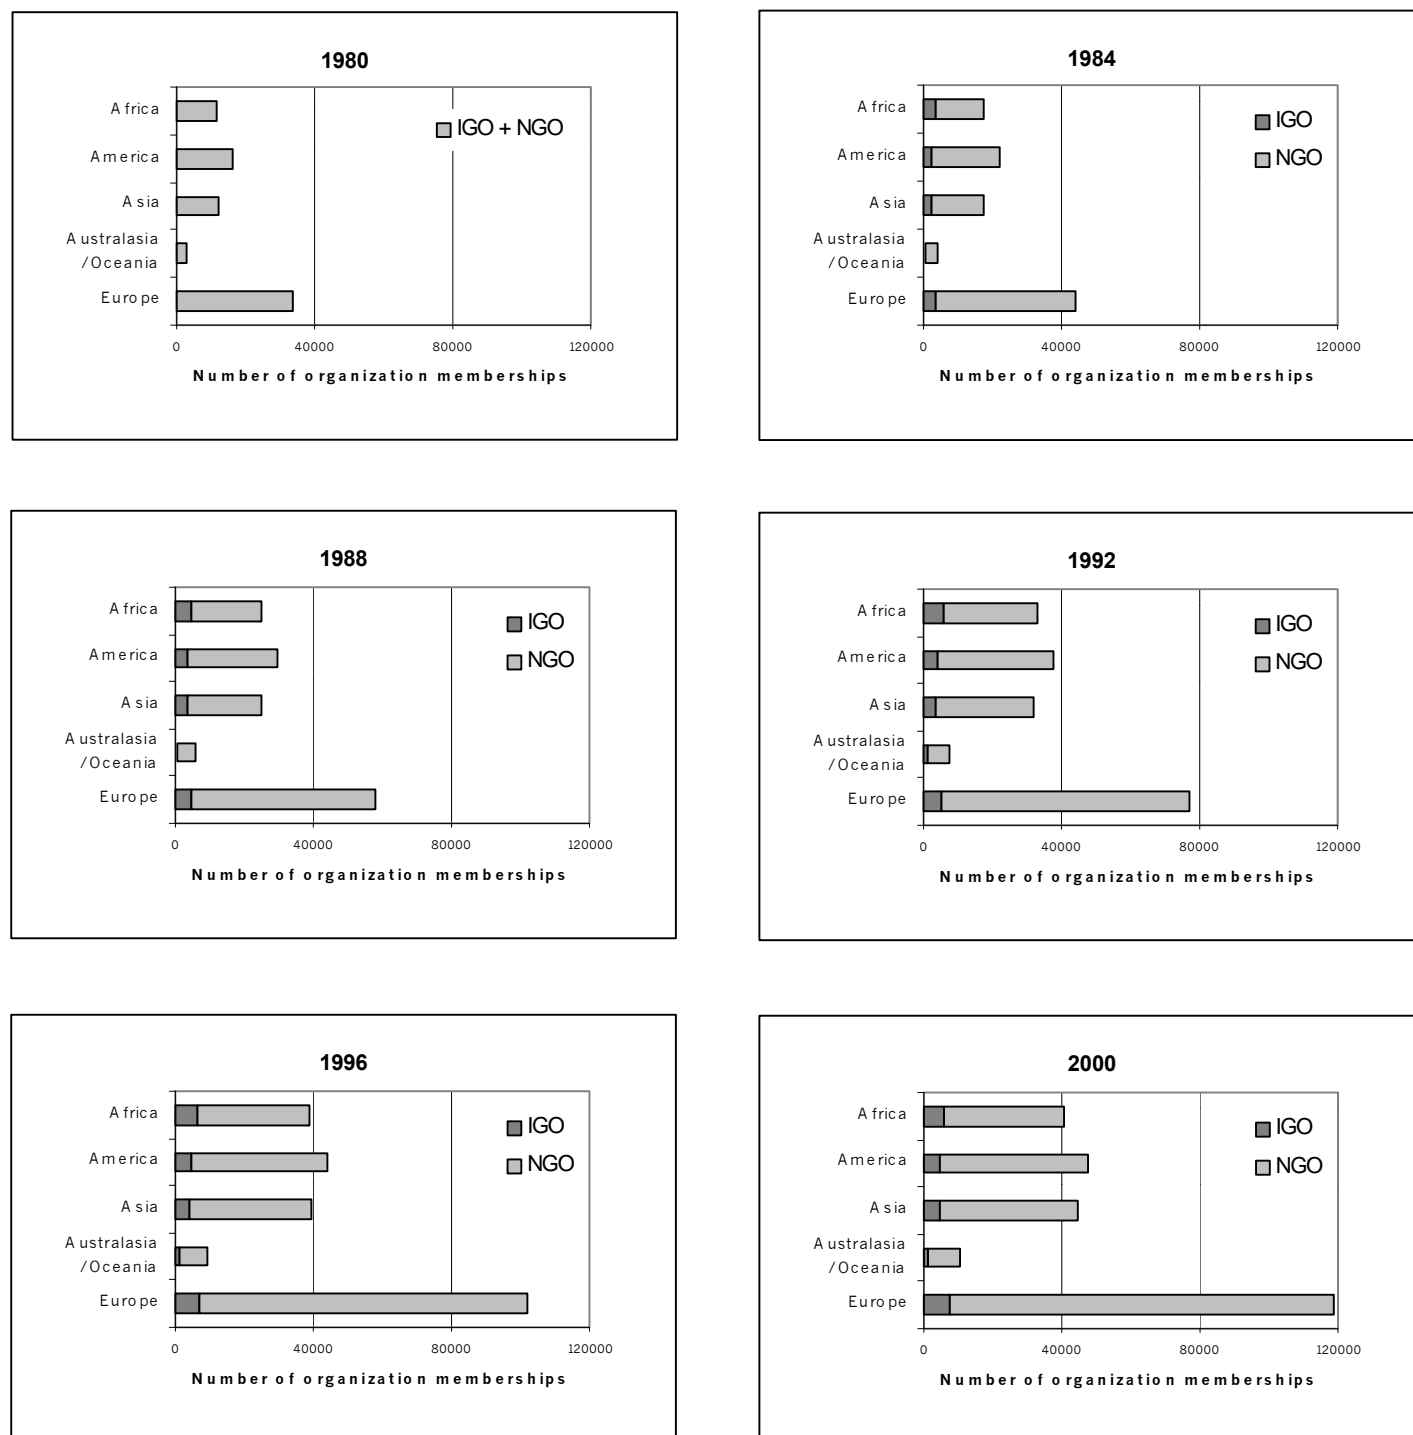 1980
Africa
America
Asia
Australasia
/Oceania
Europe
IGO + NGO
0 40000 80000 120000
Number of organization memberships
1984
Africa
America
Asia
Australasia
/Oceania
Europe
IGO
NGO
0 40000 80000 120000
Number of organization memberships
1988
Africa
America
Asia
Australasia
/Oceania
Europe
IGO
NGO
0 40000 80000 120000
Number of organization memberships
1992
Africa
America
Asia
Australasia
/Oceania
Europe
IGO
NGO
0 40000 80000 120000
Number of organization memberships
1996
Africa
America
Asia
Australasia
/Oceania
Europe
IGO
NGO
0 40000 80000 120000
Number of organization memberships
2000
Africa
America
Asia
Australasia
/Oceania
Europe
IGO
NGO
0 40000 80000 120000
Number of organization memberships